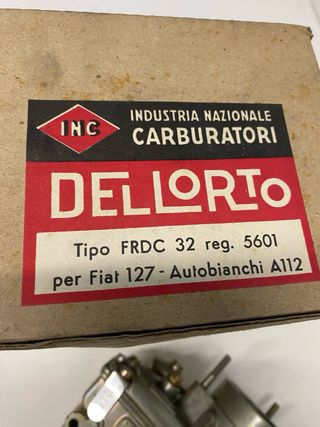 INC
INDUSTRIA NAZIONALE
CARBURATORI
DELLORTO
Tipo FRDC 32 reg. 5601
per Fiat 127 - Autobianchi A112